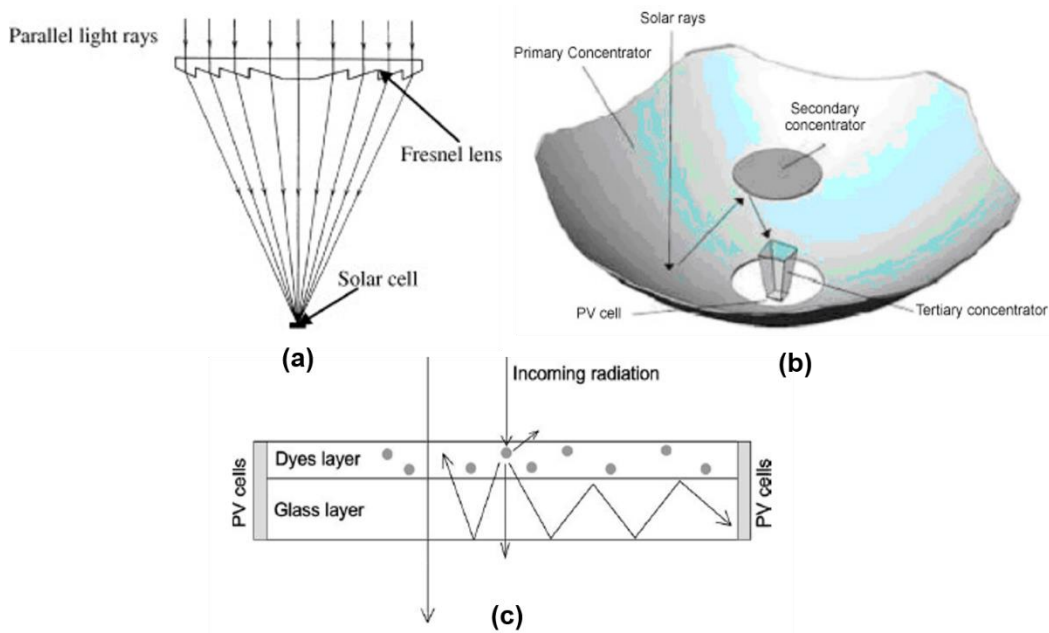 Parallel light rays
Fresnel lens
Solar cell
(a)
Solar rays
Primary Concentrator
Secondary
concentrator
PV cell
Tertiary concentrator
(b)
Incoming radiation
PV cells
Dyes layer
Glass layer
PV cells
(c)